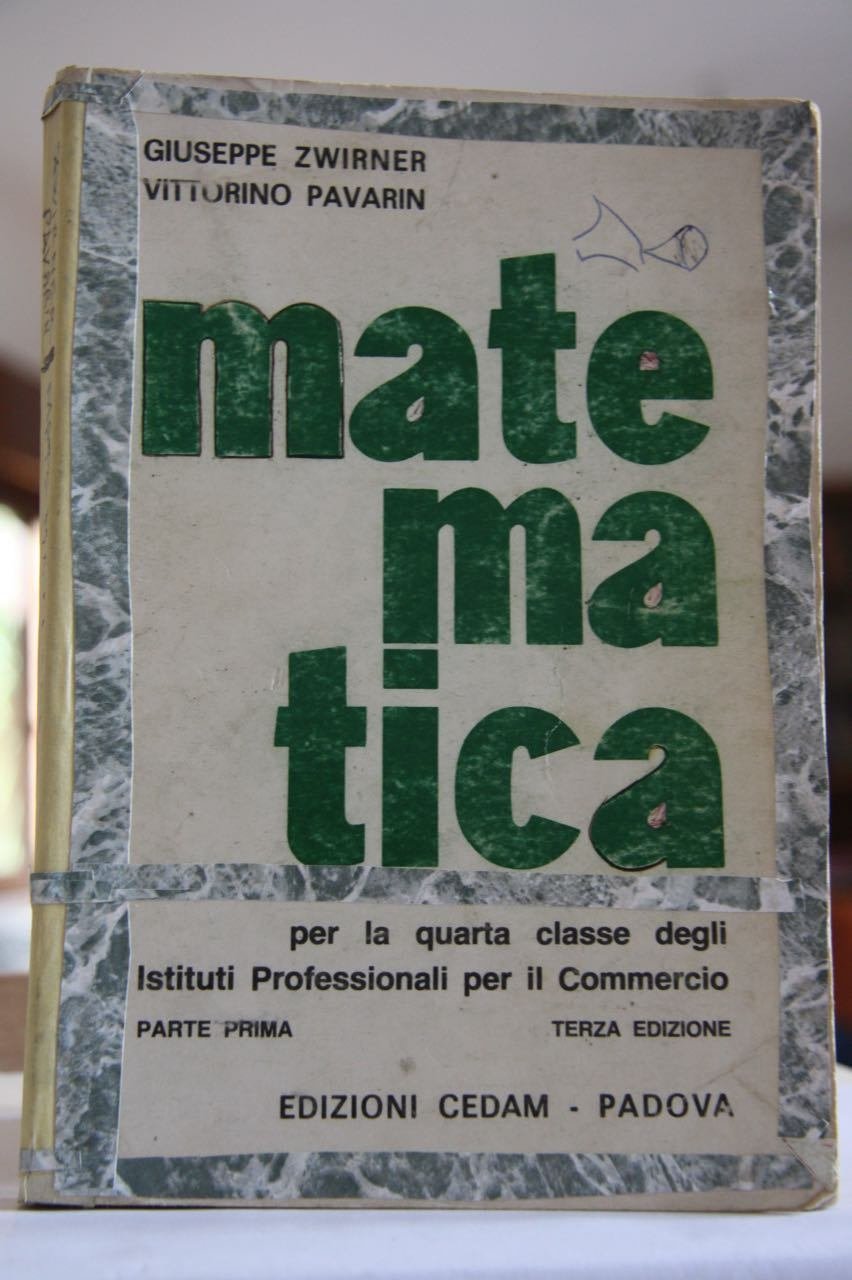 GIUSEPPE ZWIRNER
VITTORINO PAVARIN
mate
ma
tica
per la quarta classe degli
Istituti Professionali per il Commercio
PARTE PRIMA TERZA EDIZIONE
EDIZIONI CEDAM - PADOVA